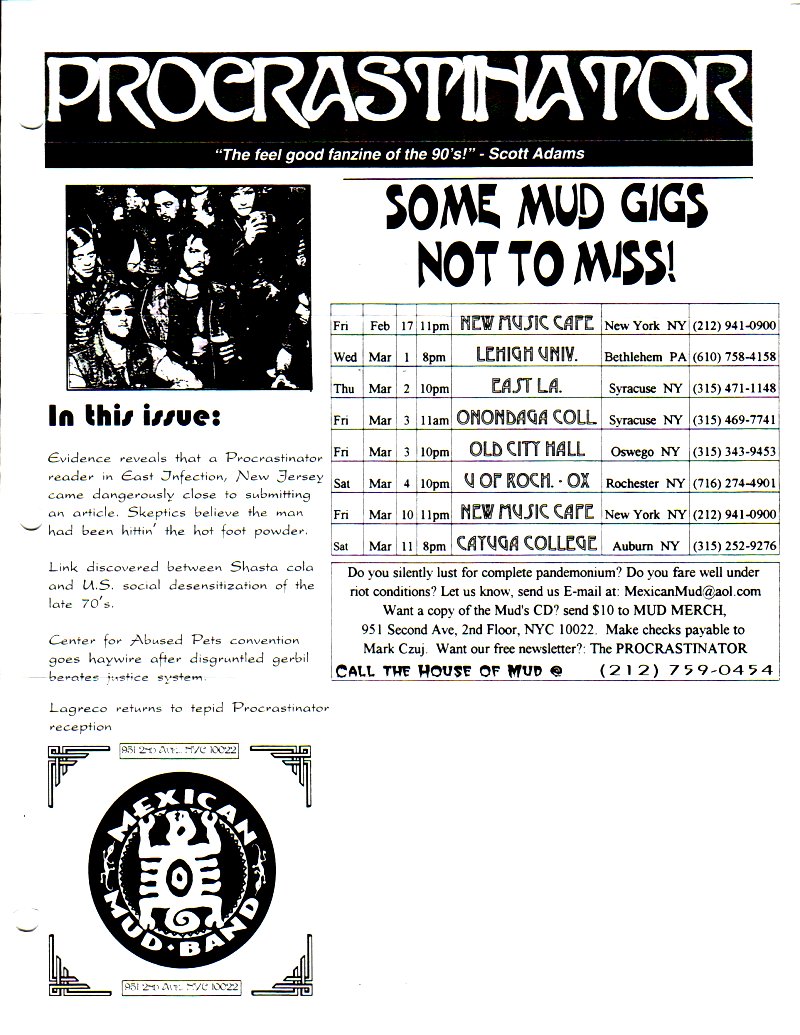 PROCRASTINATOR
"The feel good fanzine of the 90's!" - Scott Adams
SOME MUD GIGS
NOT TO MISS!
Fri Feb 17 11pm NEW MUSIC CAFE New York NY (212) 941-0900
Wed Mar 1 8pm LEHIGH UNIV. Bethlehem PA (610) 758-4158
Thu Mar 2 10pm EAST LA. Syracuse NY (315) 471-1148
Fri Mar 3 11am ONONDAGA COLL Syracuse NY (315) 469-7741
Fri Mar 3 10pm OLD CITY HALL Oswego NY (315) 343-9453
Sat Mar 4 10pm U OF ROCH. - OX Rochester NY (716) 274-4901
Fri Mar 10 11pm NEW MUSIC CAFE New York NY (212) 941-0900
Sat Mar 11 8pm CAYUGA COLLEGE Auburn NY (315) 252-9276
Do you silently lust for complete pandemonium? Do you fare well under
riot conditions? Let us know, send us E-mail at: MexicanMud@aol.com
Want a copy of the Mud's CD? send $10 to MUD MERCH,
951 Second Ave, 2nd Floor, NYC 10022. Make checks payable to
Mark Czuj. Want our free newsletter?: The PROCRASTINATOR
CALL THE HOUSE OF MUD @ (212) 759-0454
In this issue:
Evidence reveals that a Procrastinator
reader in East Infection, New Jersey
came dangerously close to submitting
an article. Skeptics believe the man
had been hittin' the hot foot powder.
Link discovered between Shasta cola
and U.S. social desensitization of the
late 70's.
Center for Abused Pets convention
goes haywire after disgruntled gerbil
berates justice system.
Lagreco returns to tepid Procrastinator
reception
951 2ND AVE. NYC 10022
MEXICAN
MUD • BAND
951 2ND AVE. NYC 10022